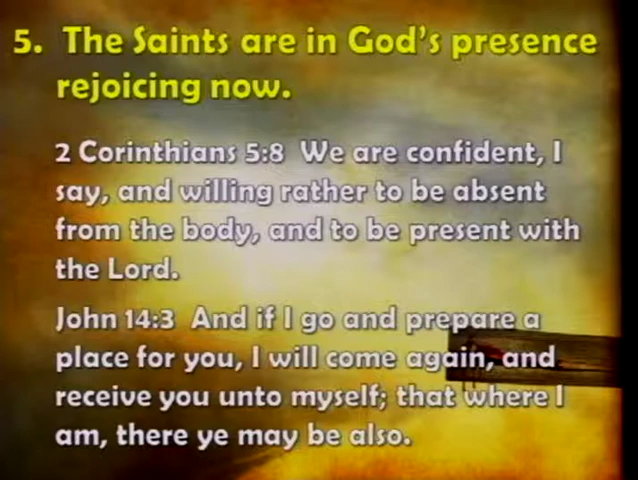 5. The Saints are in God's presence
rejoicing now.
2 Corinthians 5:8 We are confident, I
say, and willing rather to be absent
from the body, and to be present with
the Lord.
John 14:3 And if I go and prepare a
place for you, I will come again, and
receive you unto myself; that where I
am, there ye may be also.